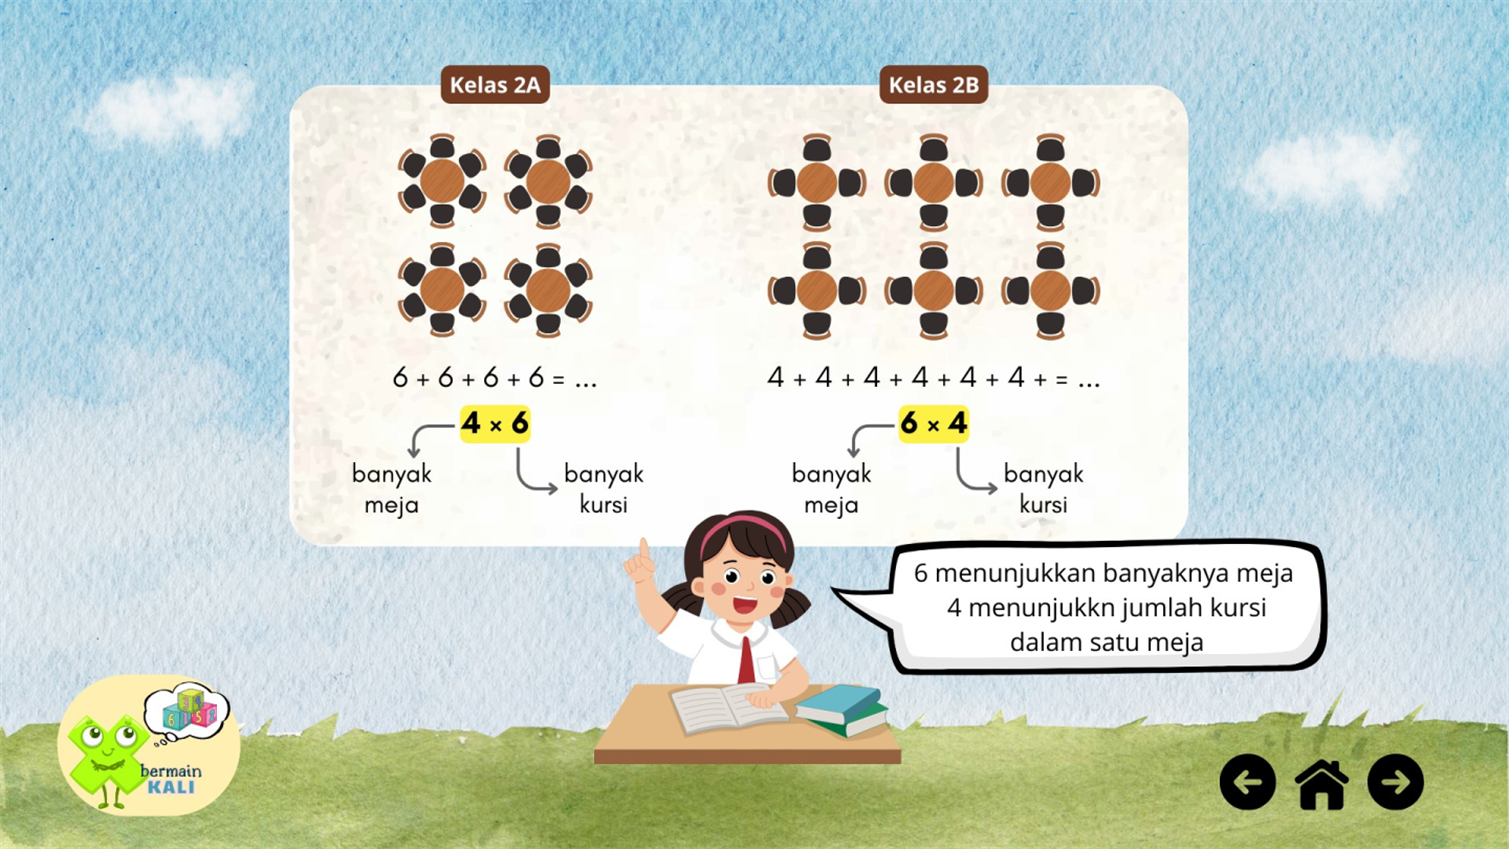 Kelas 2A
6 + 6 + 6 + 6 = ...
4 × 6
banyak
meja
banyak
kursi
Kelas 2B
4 + 4 + 4 + 4 + 4 + 4 + = ...
6 × 4
banyak
meja
banyak
kursi
6 menunjukkan banyaknya meja
4 menunjukkn jumlah kursi
dalam satu meja
bermain
KALI